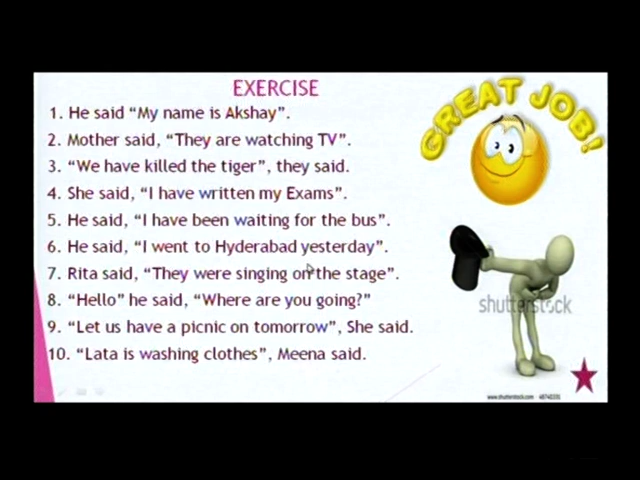 EXERCISE
GREAT JOB!
1. He said “My name is Akshay”.
2. Mother said, “They are watching TV”.
3. “We have killed the tiger”, they said.
4. She said, “I have written my Exams”.
5. He said, “I have been waiting for the bus”.
6. He said, “I went to Hyderabad yesterday”.
7. Rita said, “They were singing on the stage”.
8. “Hello” he said, “Where are you going?”
9. “Let us have a picnic on tomorrow”, She said.
10. “Lata is washing clothes”, Meena said.
shutterstock
www.shutterstock.com